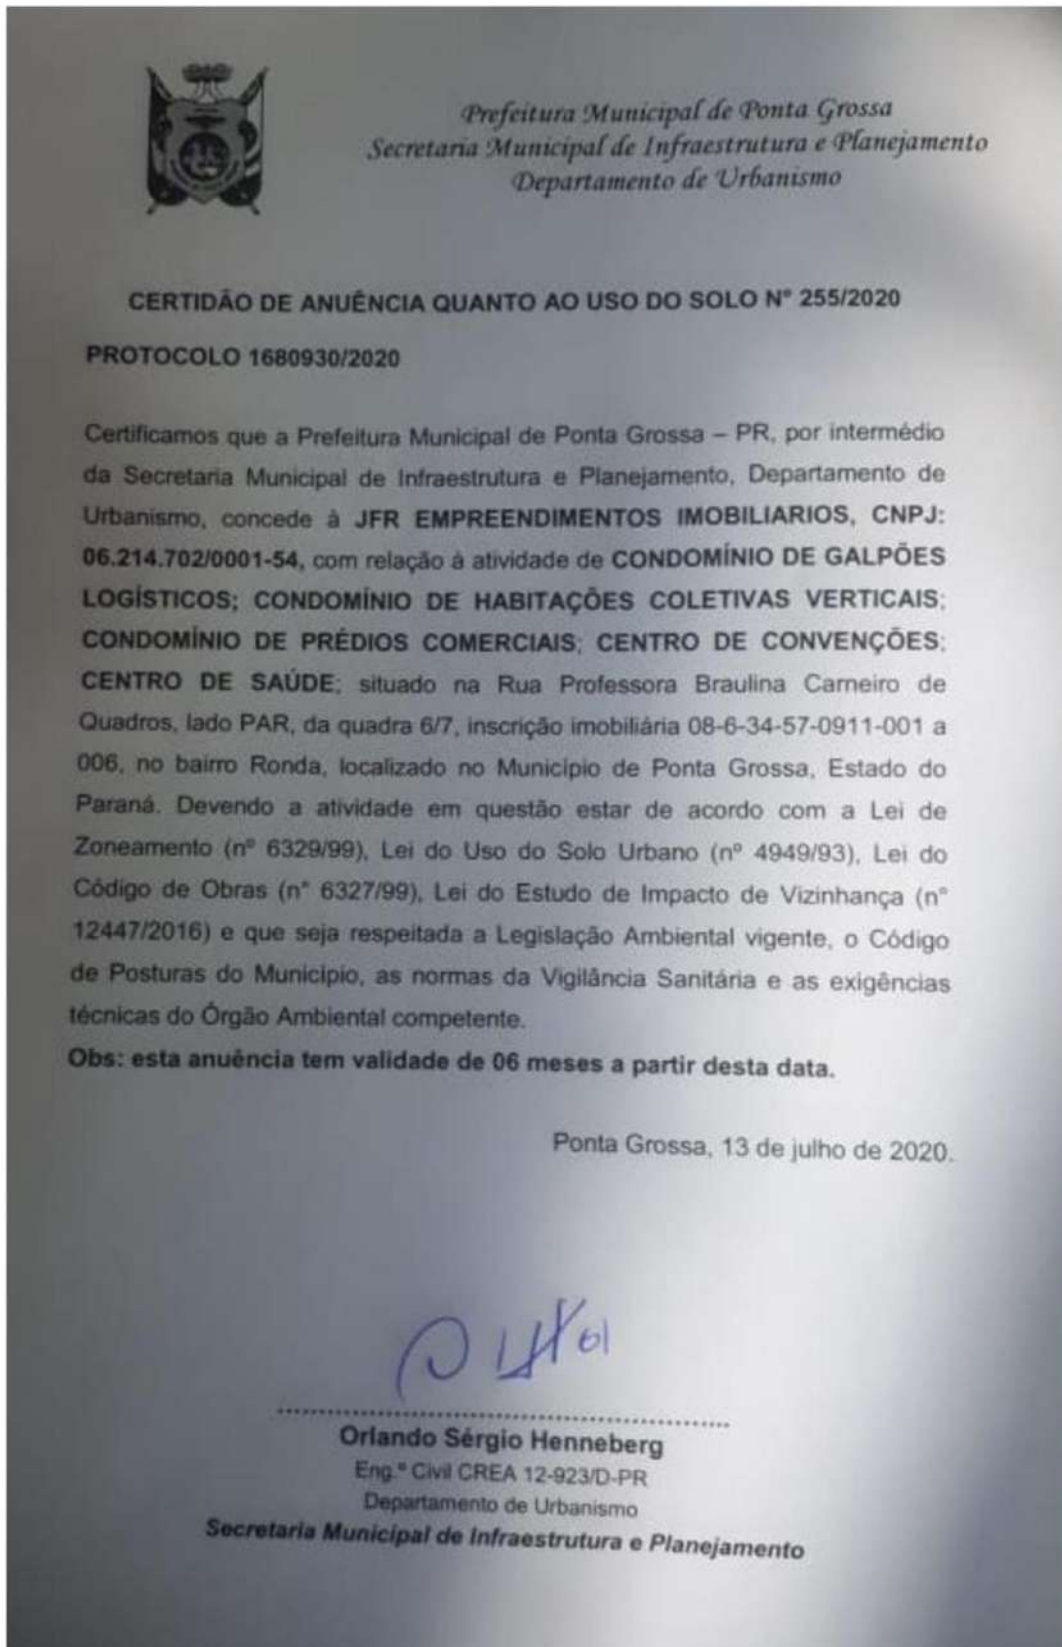 Prefeitura Municipal de Ponta Grossa
Secretaria Municipal de Infraestrutura e Planejamento
Departamento de Urbanismo
CERTIDÃO DE ANUÊNCIA QUANTO AO USO DO SOLO N° 255/2020
PROTOCOLO 1680930/2020
Certificamos que a Prefeitura Municipal de Ponta Grossa – PR, por intermédio
da Secretaria Municipal de Infraestrutura e Planejamento, Departamento de
Urbanismo, concede à JFR EMPREENDIMENTOS IMOBILIARIOS, CNPJ:
06.214.702/0001-54, com relação à atividade de CONDOMÍNIO DE GALPÕES
LOGÍSTICOS; CONDOMÍNIO DE HABITAÇÕES COLETIVAS VERTICAIS;
CONDOMÍNIO DE PRÉDIOS COMERCIAIS; CENTRO DE CONVENÇÕES;
CENTRO DE SAÚDE; situado na Rua Professora Braulina Carneiro de
Quadros, lado PAR, da quadra 6/7, inscrição imobiliária 08-6-34-57-0911-001 a
006, no bairro Ronda, localizado no Município de Ponta Grossa, Estado do
Paraná. Devendo a atividade em questão estar de acordo com a Lei de
Zoneamento (nº 6329/99), Lei do Uso do Solo Urbano (nº 4949/93), Lei do
Código de Obras (n° 6327/99), Lei do Estudo de Impacto de Vizinhança (n°
12447/2016) e que seja respeitada a Legislação Ambiental vigente, o Código
de Posturas do Município, as normas da Vigilância Sanitária e as exigências
técnicas do Órgão Ambiental competente.
Obs: esta anuência tem validade de 06 meses a partir desta data.
Ponta Grossa, 13 de julho de 2020.
Orlando Sérgio Henneberg
Eng.º Civil CREA 12-923/D-PR
Departamento de Urbanismo
Secretaria Municipal de Infraestrutura e Planejamento